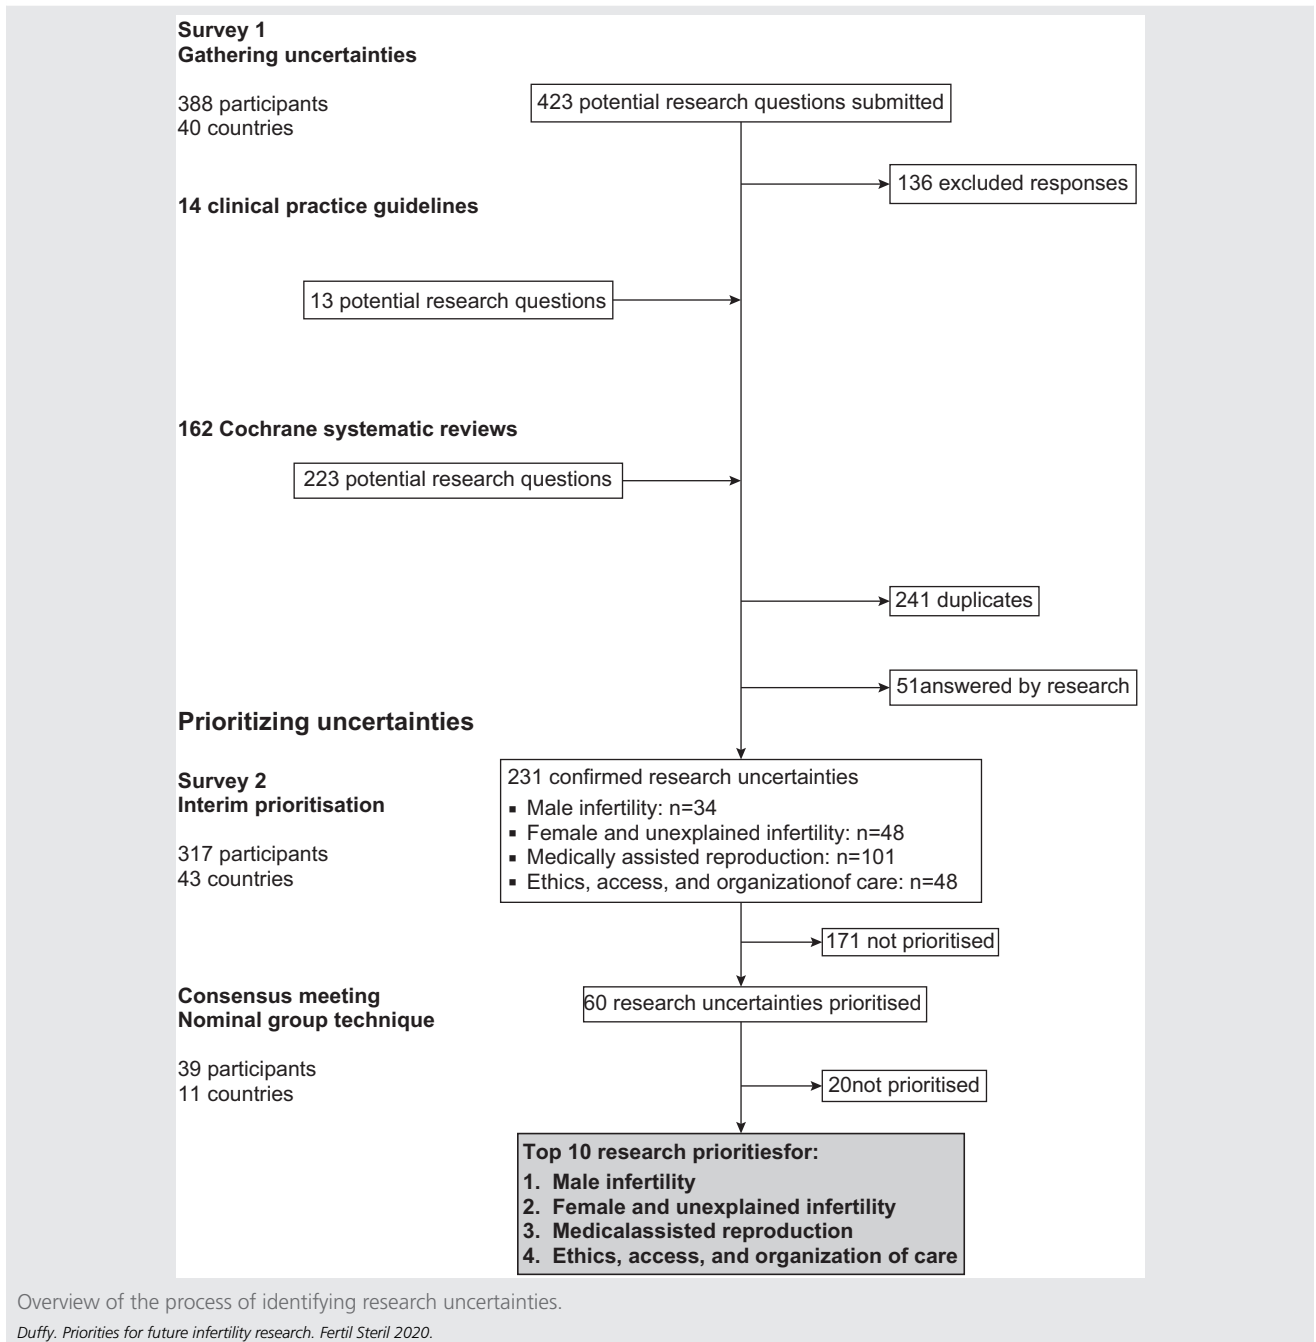 Survey 1
Gathering uncertainties
388 participants
40 countries
423 potential research questions submitted
136 excluded responses
14 clinical practice guidelines
13 potential research questions
162 Cochrane systematic reviews
223 potential research questions
241 duplicates
51answered by research
Prioritizing uncertainties
Survey 2
Interim prioritisation
317 participants
43 countries
231 confirmed research uncertainties
▪ Male infertility: n=34
▪ Female and unexplained infertility: n=48
▪ Medically assisted reproduction: n=101
▪ Ethics, access, and organizationof care: n=48
171 not prioritised
Consensus meeting
Nominal group technique
39 participants
11 countries
60 research uncertainties prioritised
20not prioritised
Top 10 research prioritiesfor:
1. Male infertility
2. Female and unexplained infertility
3. Medicalassisted reproduction
4. Ethics, access, and organization of care
Overview of the process of identifying research uncertainties.
Duffy. Priorities for future infertility research. Fertil Steril 2020.